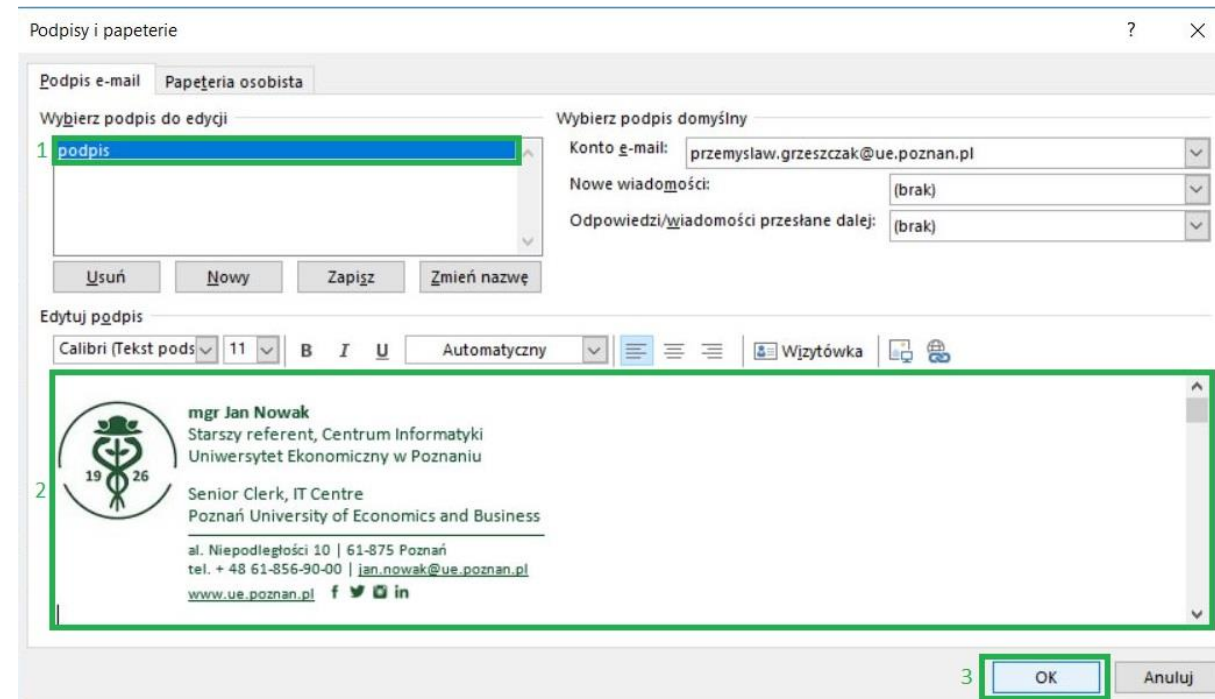 Podpisy i papeterie ?
Podpis e-mail Papeteria osobista
Wybierz podpis do edycji
1 podpis
Wybierz podpis domyślny
Konto e-mail: przemyslaw.grzeszczak@ue.poznan.pl
Nowe wiadomości: (brak)
Odpowiedzi/wiadomości przesłane dalej: (brak)
Usuń Nowy Zapisz Zmień nazwę
Edytuj podpis
Calibri (Tekst pods 11 B I U Automatyczny Wizytówka
2
19 26
mgr Jan Nowak
Starszy referent, Centrum Informatyki
Uniwersytet Ekonomiczny w Poznaniu
Senior Clerk, IT Centre
Poznań University of Economics and Business
al. Niepodległości 10 | 61-875 Poznań
tel. + 48 61-856-90-00 | jan.nowak@ue.poznan.pl
www.ue.poznan.pl f in
3 OK Anuluj